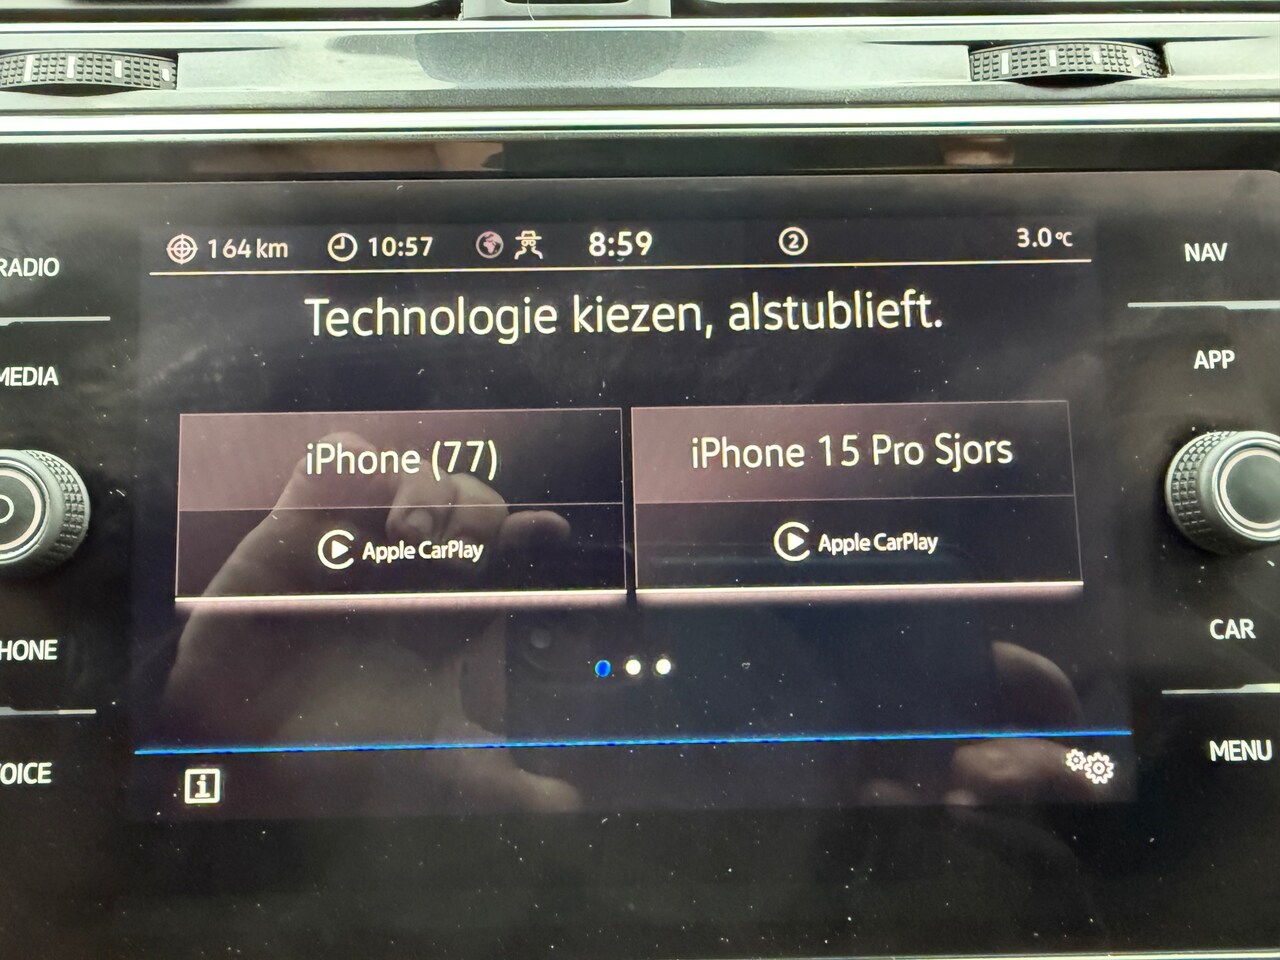 164 km 10:57 8:59 2 3.0°C
Technologie kiezen, alstublieft.
iPhone (77)
Apple CarPlay
iPhone 15 Pro Sjors
Apple CarPlay
i
RADIO
MEDIA
HONE
OICE
NAV
APP
CAR
MENU